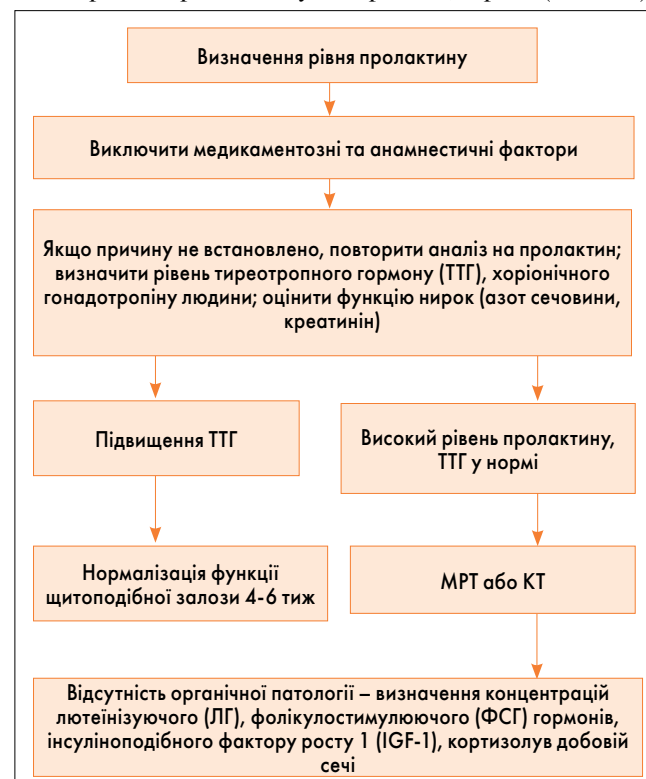 Визначення рівня пролактину
Виключити медикаментозні та анамнестичні фактори
Якщо причину не встановлено, повторити аналіз на пролактин;
визначити рівень тиреотропного гормону (ТТГ), хоріонічного
гонадотропіну людини; оцінити функцію нирок (азот сечовини,
креатинін)
Підвищення ТТГ
Високий рівень пролактину,
ТТГ у нормі
Нормалізація функції
щитоподібної залози 4-6 тиж
МРТ або КТ
Відсутність органічної патології – визначення концентрацій
лютеїнізуючого (ЛГ), фолікулостимулюючого (ФСГ) гормонів,
інсуліноподібного фактору росту 1 (IGF-1), кортизолув добовій
сечі